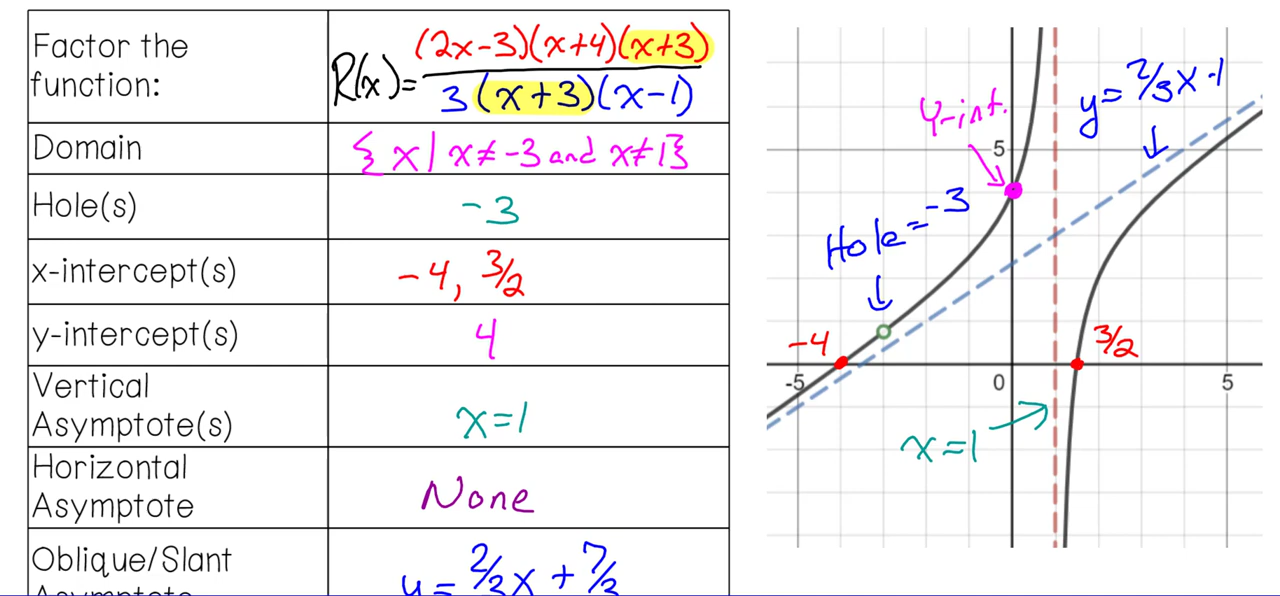 Factor the
function:
R(x)= (2x-3)(x+4)(x+3)
3(x+3)(x-1)
Domain
{x | x≠-3 and x≠1}
Hole(s)
-3
x-intercept(s)
-4, 3/2
y-intercept(s)
4
Vertical
Asymptote(s)
x=1
Horizontal
Asymptote
None
Oblique/Slant
Asymptote
y = 2/3x + 7/3
y= 2/3x-1
Y-int.
5
Hole=-3
-4
3/2
-5
0
5
x=1